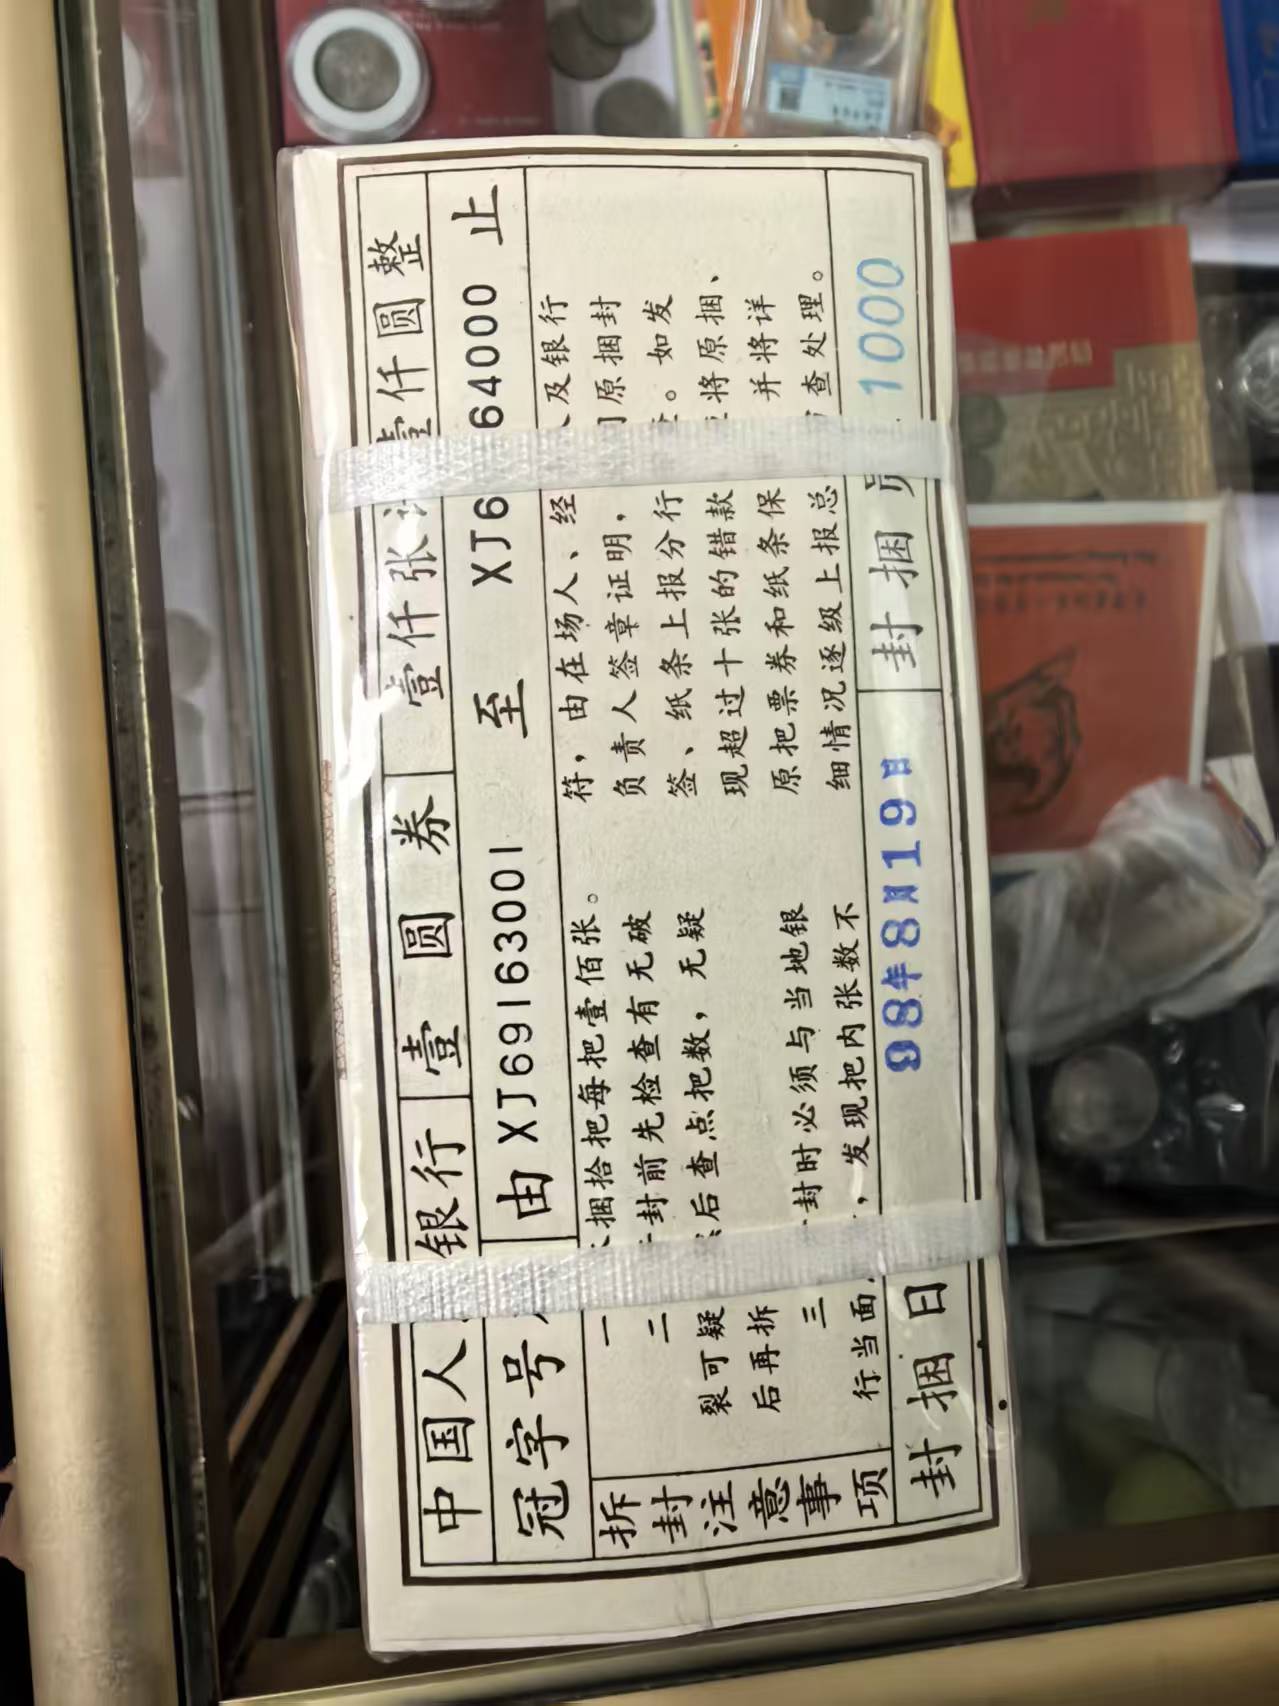 中国人 银行 壹圆券 壹仟张 壹仟圆整
冠字号 由 XJ69163001 至 XJ6 64000 止
拆封注意事项
一 捆拾把每把壹佰张。
二 封前先检查有无破
裂可疑 后查点把数，无疑
后再拆
三 封时必须与当地银
行当面 ，发现把内张数不
符，由在场人、经 及银行
负责人签章证明， 原捆封
签、纸条上报分行 。如发
现超过十张的错款 将原捆、
原把票券和纸条保 并将详
细情况逐级上报总 查处理。
封捆日 98年8月19日 封捆员 1000